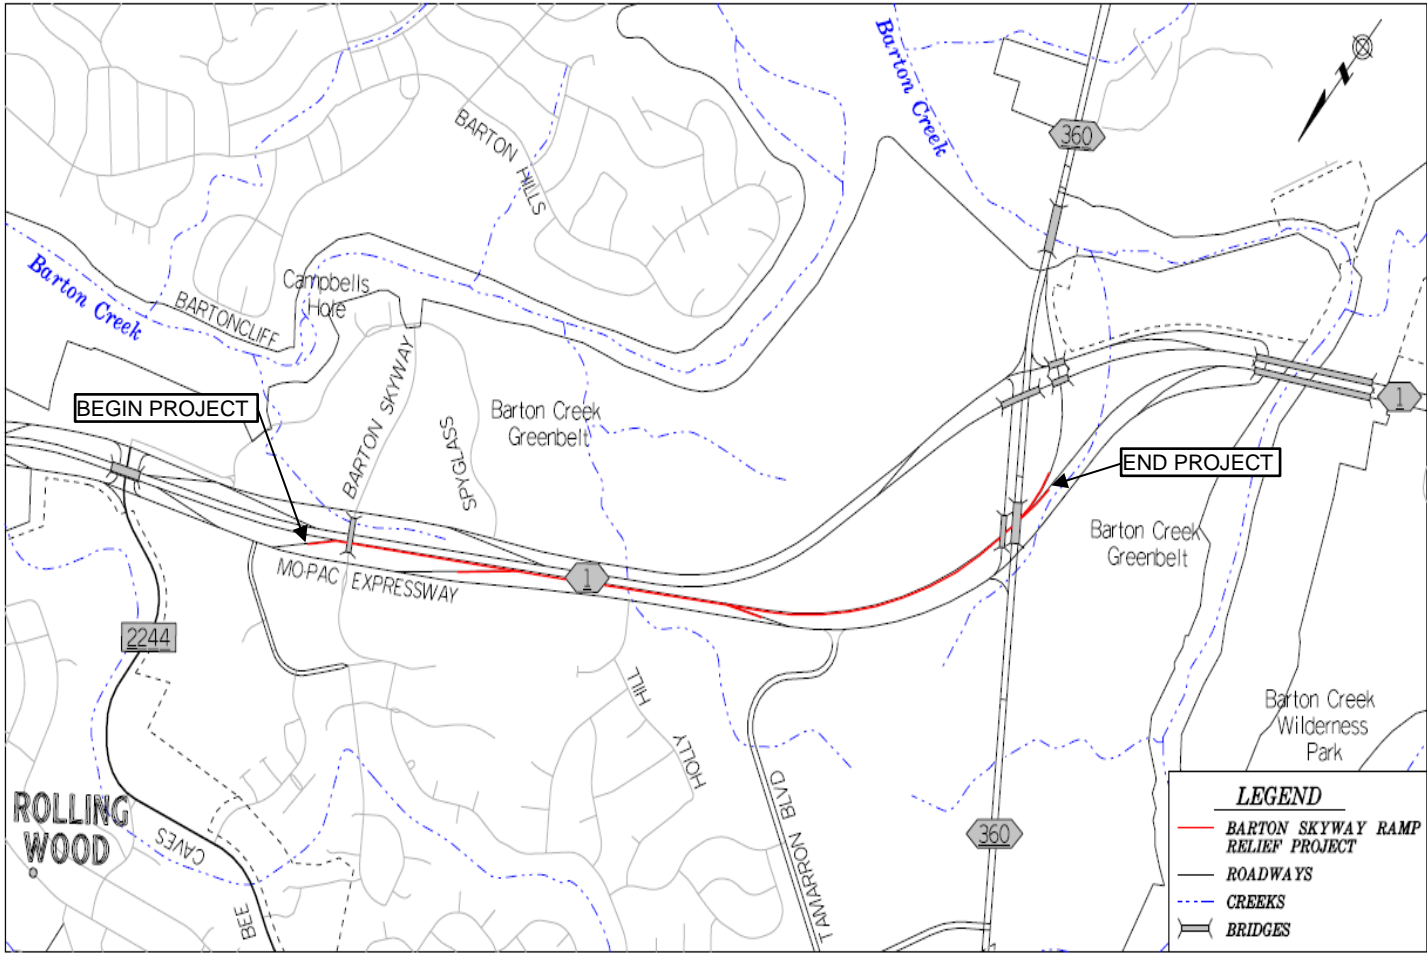 Barton Creek
N
360
BARTON HILLS
Barton Creek
Campbells
Hole
BARTONCLIFF
BARTON SKYWAY
SPYGLASS
Barton Creek
Greenbelt
BEGIN PROJECT
1
END PROJECT
Barton Creek
Greenbelt
MO-PAC EXPRESSWAY
1
2244
HOLLY HILL
Barton Creek
Wilderness
Park
TAMARRON BLVD
360
ROLLING
WOOD
BEE CAVES
LEGEND
BARTON SKYWAY RAMP
RELIEF PROJECT
ROADWAYS
CREEKS
BRIDGES